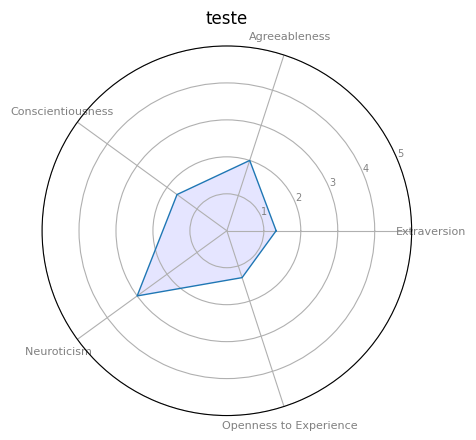 teste
Agreeableness
Conscientiousness
5
4
3
2
1
Extraversion
Neuroticism
Openness to Experience